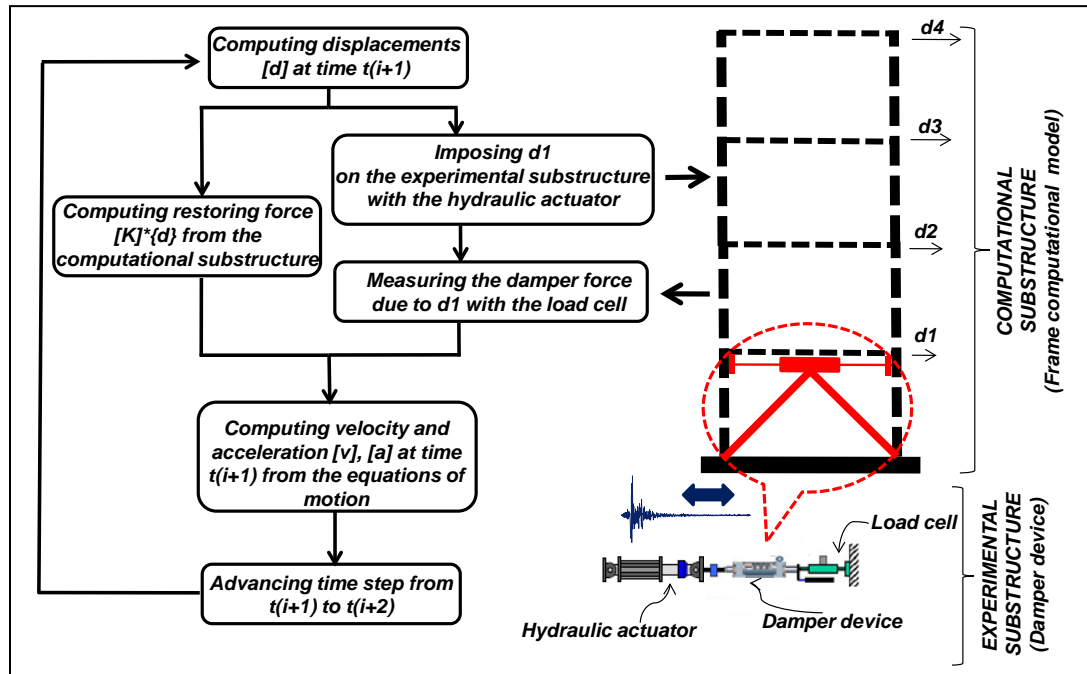 Computing displacements
[d] at time t(i+1)
Imposing d1
on the experimental substructure
with the hydraulic actuator
Computing restoring force
[K]*{d} from the
computational substructure
Measuring the damper force
due to d1 with the load cell
Computing velocity and
acceleration [v], [a] at time
t(i+1) from the equations of
motion
Advancing time step from
t(i+1) to t(i+2)
d4
d3
d2
d1
COMPUTATIONAL
SUBSTRUCTURE
(Frame computational model)
Load cell
Hydraulic actuator
Damper device
EXPERIMENTAL
SUBSTRUCTURE
(Damper device)